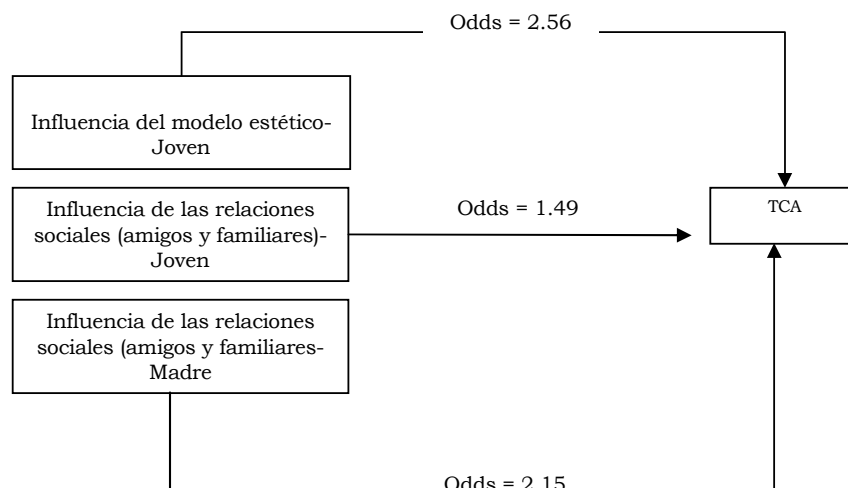 Odds = 2.56
Influencia del modelo estético-
Joven
Influencia de las relaciones
sociales (amigos y familiares)-
Joven
Odds = 1.49
TCA
Influencia de las relaciones
sociales (amigos y familiares-
Madre
Odds = 2.15